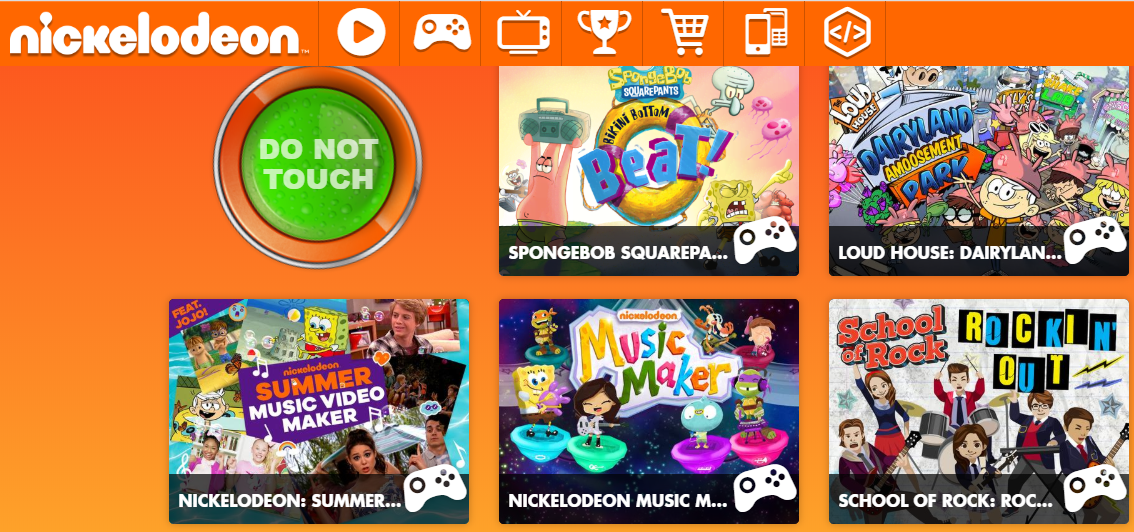 nickelodeon™
DO NOT
TOUCH
SpongeBob
SQUAREPANTS
BIKINI BOTTOM
BEAT!
SPONGEBOB SQUAREPA...
THE
LOUD
HOUSE
DAIRYLAND
AMOOSEMENT
PARK
LOUD HOUSE: DAIRYLAN...
FEAT.
JOJO!
nickelodeon
SUMMER
MUSIC VIDEO
MAKER
NICKELODEON: SUMMER...
nickelodeon
Music
Maker
NICKELODEON MUSIC M...
School
of Rock
ROCKIN'
OUT
SCHOOL OF ROCK: ROC...